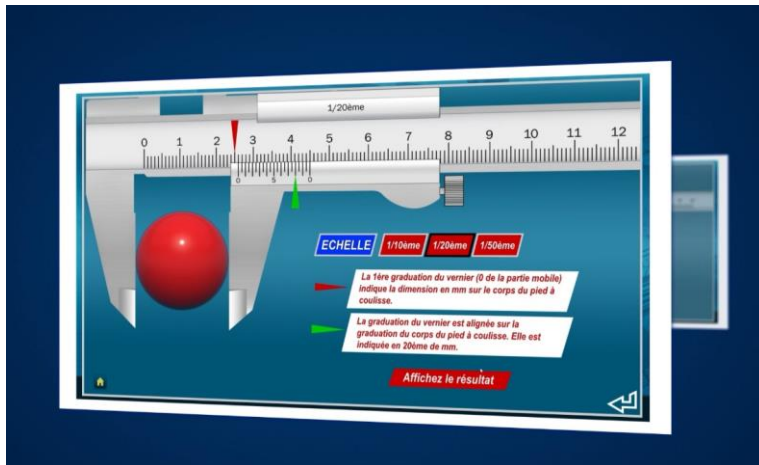 1/20ème
0 1 2 3 4 5 6 7 8 9 10 11 12
0 5 0
ECHELLE 1/10ème 1/20ème 1/50ème
La 1ère graduation du vernier (0 de la partie mobile)
indique la dimension en mm sur le corps du pied à
coulisse.
La graduation du vernier est alignée sur la
graduation du corps du pied à coulisse. Elle est
indiquée en 20ème de mm.
Affichez le résultat